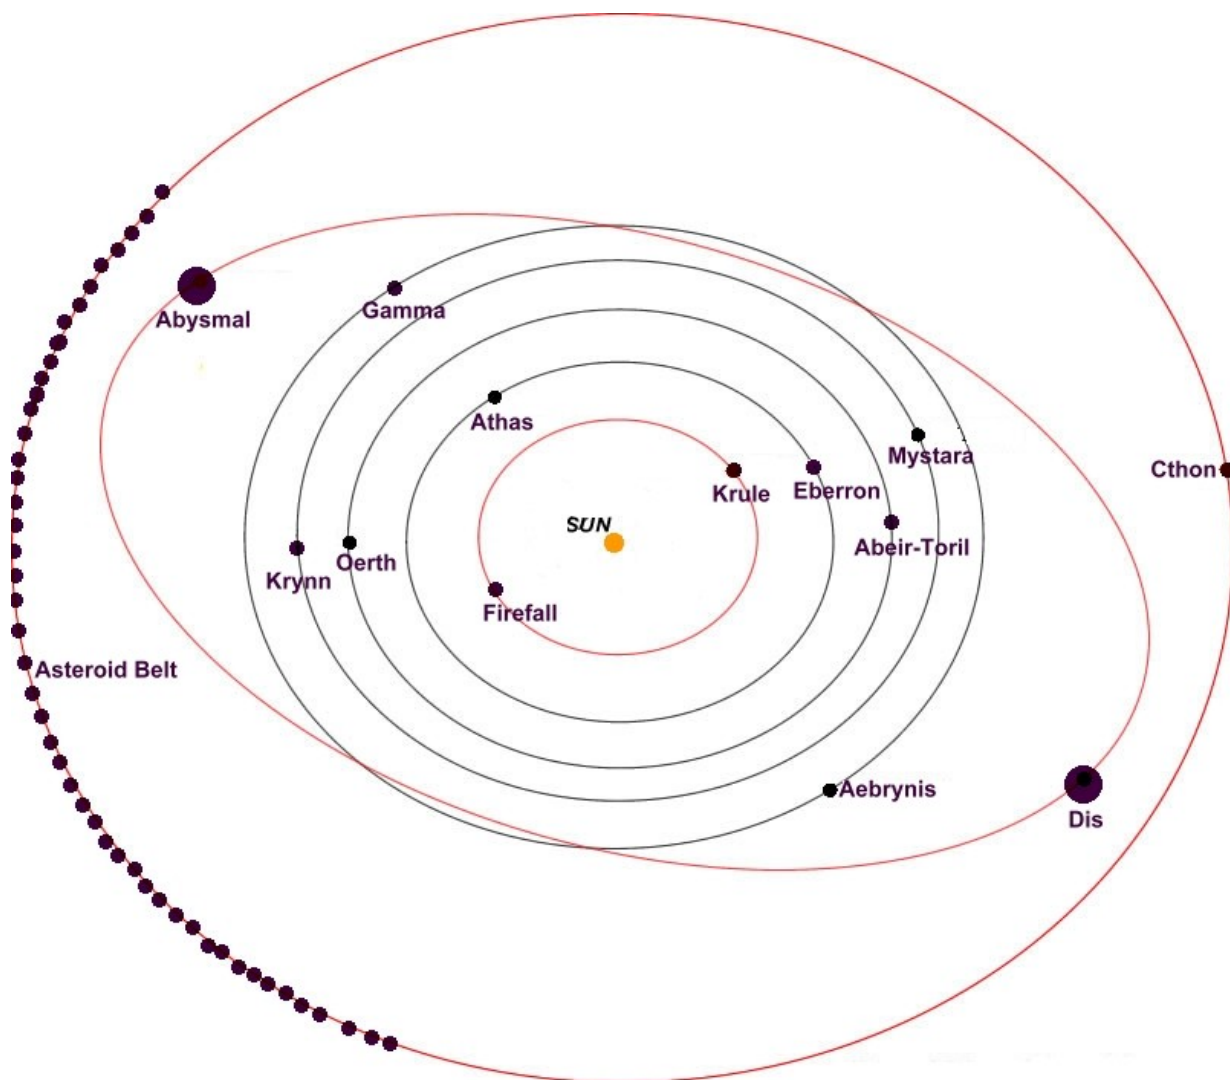 Abysmal
Gamma
Athas
Mystara
Cthon
Krule
Eberron
SUN
Abeir-Toril
Oerth
Krynn
Firefall
Asteroid Belt
Aebrynis
Dis